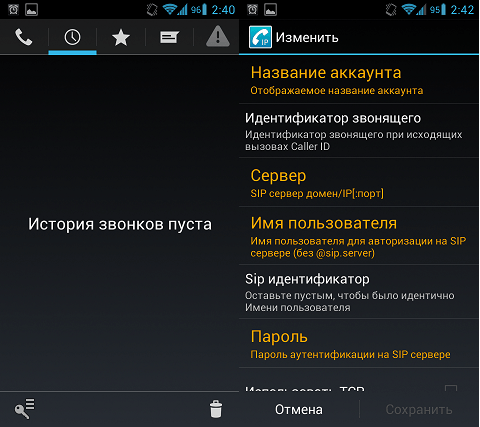 96 2:40
История звонков пуста
96 2:42
IP Изменить
Название аккаунта
Отображаемое название аккаунта
Идентификатор звонящего
Идентификатор звонящего при исходящих
вызовах Caller ID
Сервер
SIP сервер домен/IP[:порт]
Имя пользователя
Имя пользователя для авторизации на SIP
сервере (без @sip.server)
Sip идентификатор
Оставьте пустым, чтобы было идентично
Имени пользователя
Пароль
Пароль аутентификации на SIP сервере
Использовать TCP
Отмена Сохранить